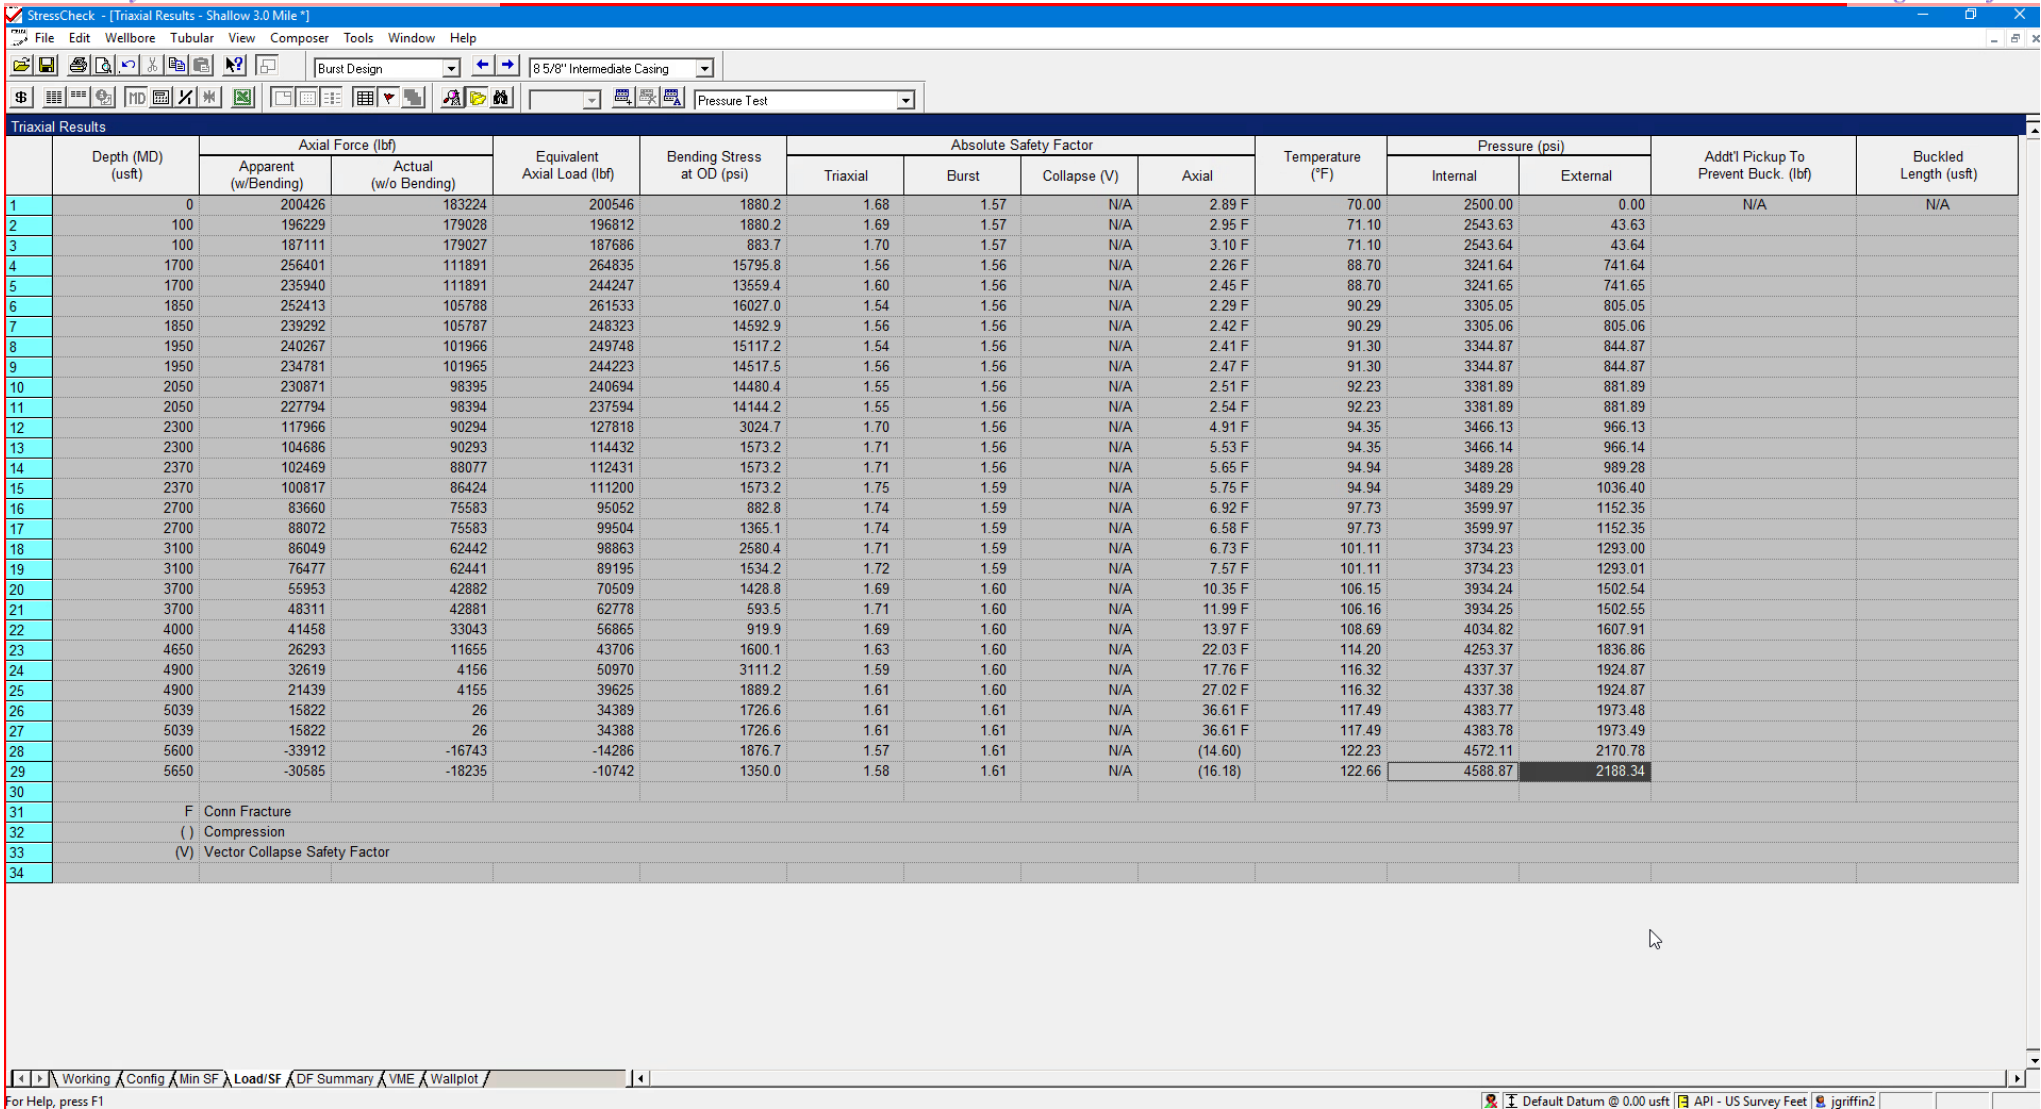 StressCheck - [Triaxial Results - Shallow 3.0 Mile *]
File Edit Wellbore Tubular View Composer Tools Window Help
Burst Design 8 5/8" Intermediate Casing
$ MD Pressure Test
Triaxial Results
Depth (MD) (usft) Axial Force (lbf) Apparent (w/Bending) Actual (w/o Bending) Equivalent Axial Load (lbf) Bending Stress at OD (psi) Absolute Safety Factor Triaxial Burst Collapse (V) Axial Temperature (°F) Pressure (psi) Internal External Addt'l Pickup To Prevent Buck. (lbf) Buckled Length (usft)
1 0 200426 183224 200546 1880.2 1.68 1.57 N/A 2.89 F 70.00 2500.00 0.00 N/A N/A
2 100 196229 179028 196812 1880.2 1.69 1.57 N/A 2.95 F 71.10 2543.63 43.63
3 100 187111 179027 187686 883.7 1.70 1.57 N/A 3.10 F 71.10 2543.64 43.64
4 1700 256401 111891 264835 15795.8 1.56 1.56 N/A 2.26 F 88.70 3241.64 741.64
5 1700 235940 111891 244247 13559.4 1.60 1.56 N/A 2.45 F 88.70 3241.65 741.65
6 1850 252413 105788 261533 16027.0 1.54 1.56 N/A 2.29 F 90.29 3305.05 805.05
7 1850 239292 105787 248323 14592.9 1.56 1.56 N/A 2.42 F 90.29 3305.06 805.06
8 1950 240267 101966 249748 15117.2 1.54 1.56 N/A 2.41 F 91.30 3344.87 844.87
9 1950 234781 101965 244223 14517.5 1.56 1.56 N/A 2.47 F 91.30 3344.87 844.87
10 2050 230871 98395 240694 14480.4 1.55 1.56 N/A 2.51 F 92.23 3381.89 881.89
11 2050 227794 98394 237594 14144.2 1.55 1.56 N/A 2.54 F 92.23 3381.89 881.89
12 2300 117966 90294 127818 3024.7 1.70 1.56 N/A 4.91 F 94.35 3466.13 966.13
13 2300 104686 90293 114432 1573.2 1.71 1.56 N/A 5.53 F 94.35 3466.14 966.14
14 2370 102469 88077 112431 1573.2 1.71 1.56 N/A 5.65 F 94.94 3489.28 989.28
15 2370 100817 86424 111200 1573.2 1.75 1.59 N/A 5.75 F 94.94 3489.29 1036.40
16 2700 83660 75583 95052 882.8 1.74 1.59 N/A 6.92 F 97.73 3599.97 1152.35
17 2700 88072 75583 99504 1365.1 1.74 1.59 N/A 6.58 F 97.73 3599.97 1152.35
18 3100 86049 62442 98863 2580.4 1.71 1.59 N/A 6.73 F 101.11 3734.23 1293.00
19 3100 76477 62441 89195 1534.2 1.72 1.59 N/A 7.57 F 101.11 3734.23 1293.01
20 3700 55953 42882 70509 1428.8 1.69 1.60 N/A 10.35 F 106.15 3934.24 1502.54
21 3700 48311 42881 62778 593.5 1.71 1.60 N/A 11.99 F 106.16 3934.25 1502.55
22 4000 41458 33043 56865 919.9 1.69 1.60 N/A 13.97 F 108.69 4034.82 1607.91
23 4650 26293 11655 43706 1600.1 1.63 1.60 N/A 22.03 F 114.20 4253.37 1836.86
24 4900 32619 4156 50970 3111.2 1.59 1.60 N/A 17.76 F 116.32 4337.37 1924.87
25 4900 21439 4155 39625 1889.2 1.61 1.60 N/A 27.02 F 116.32 4337.38 1924.87
26 5039 15822 26 34389 1726.6 1.61 1.61 N/A 36.61 F 117.49 4383.77 1973.48
27 5039 15822 26 34388 1726.6 1.61 1.61 N/A 36.61 F 117.49 4383.78 1973.49
28 5600 -33912 -16743 -14286 1876.7 1.57 1.61 N/A (14.60) 122.23 4572.11 2170.78
29 5650 -30585 -18235 -10742 1350.0 1.58 1.61 N/A (16.18) 122.66 4588.87 2188.34
30
31 F Conn Fracture
32 ( ) Compression
33 (V) Vector Collapse Safety Factor
34
Working Config Min SF Load/SF DF Summary VME Wallplot
For Help, press F1 Default Datum @ 0.00 usft API - US Survey Feet jgriffin2